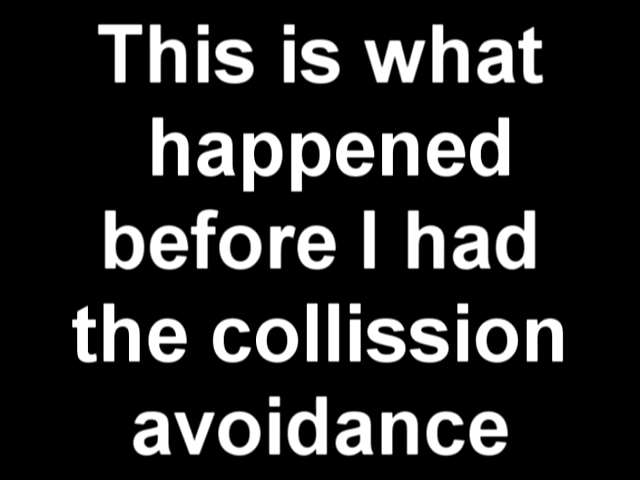 This is what
happened
before I had
the collission
avoidance